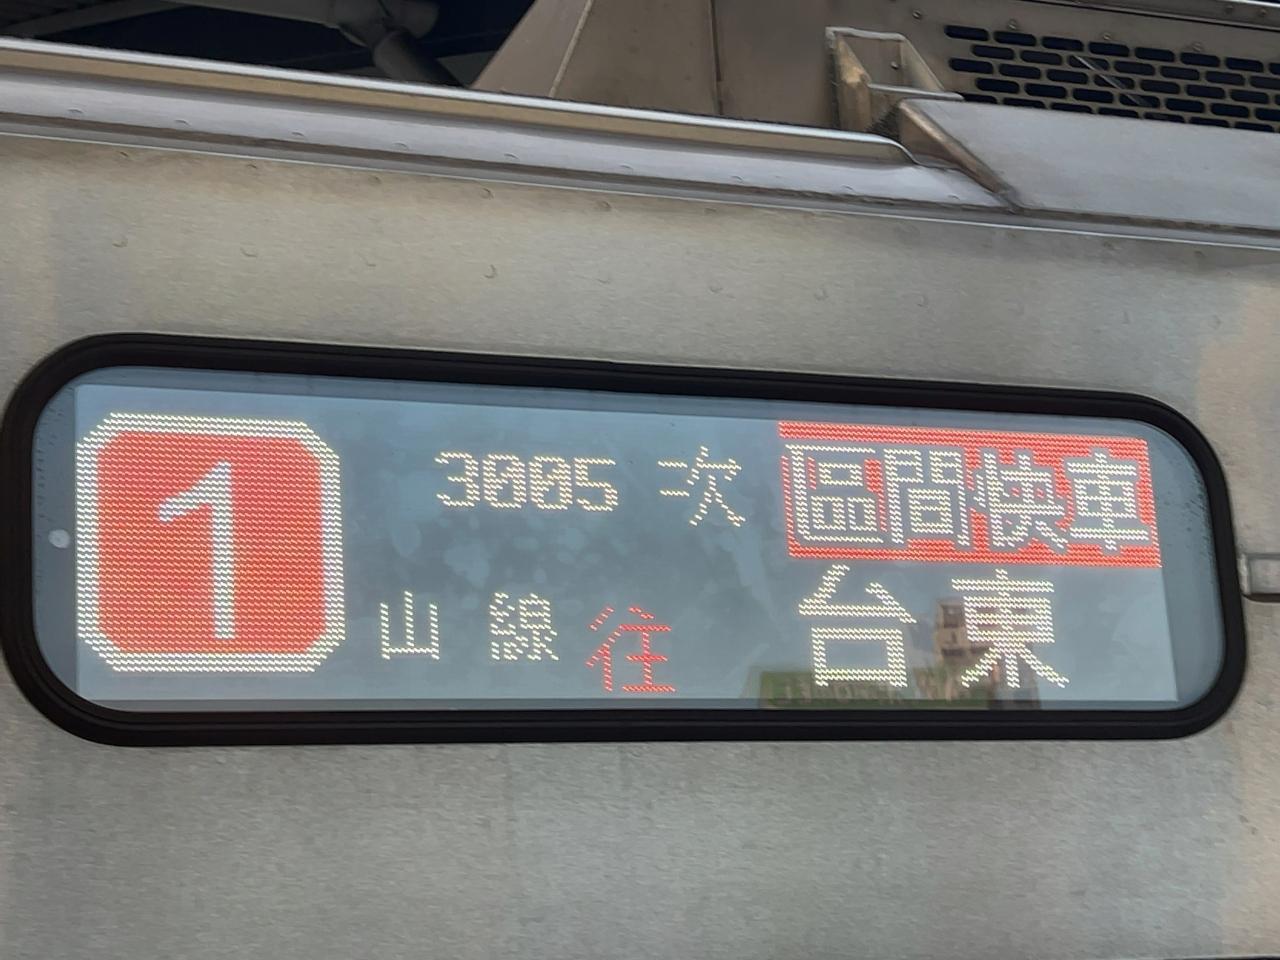 1
3005 次 區間快車
山線 往 台東